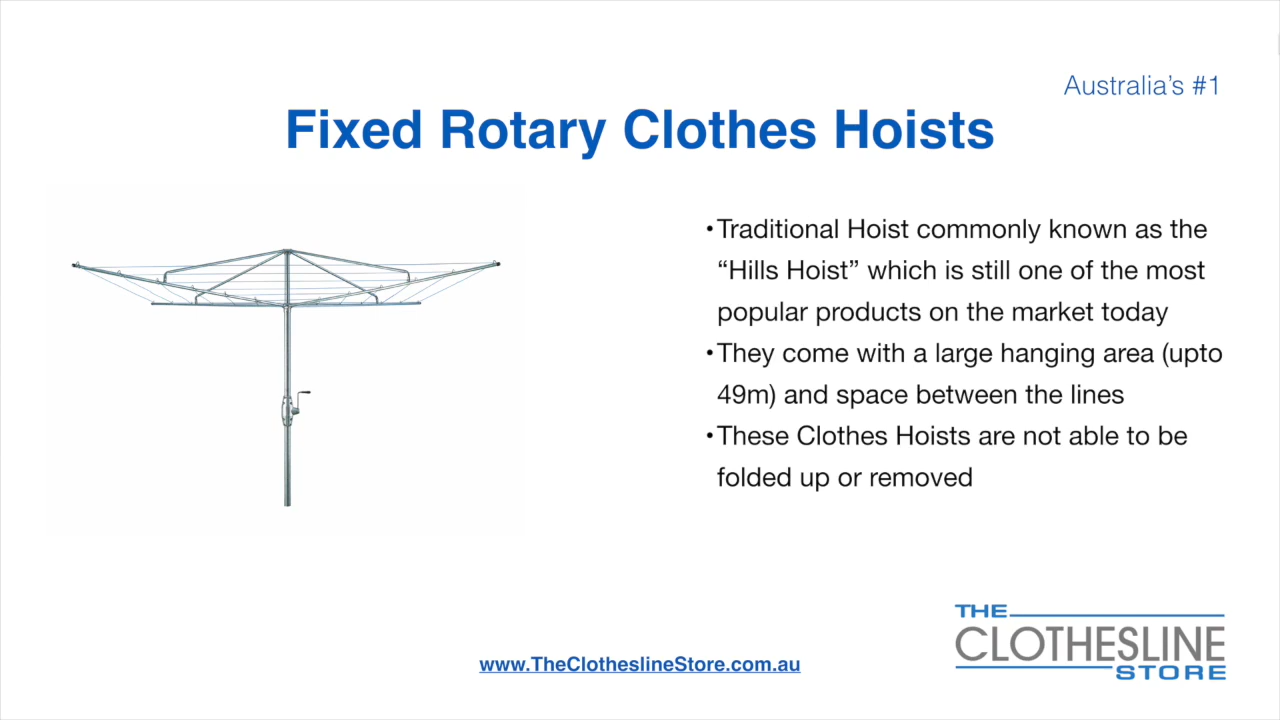 Australia’s #1
Fixed Rotary Clothes Hoists
•Traditional Hoist commonly known as the
“Hills Hoist” which is still one of the most
popular products on the market today
•They come with a large hanging area (upto
49m) and space between the lines
•These Clothes Hoists are not able to be
folded up or removed
www.TheClotheslineStore.com.au
THE
CLOTHESLINE
STORE